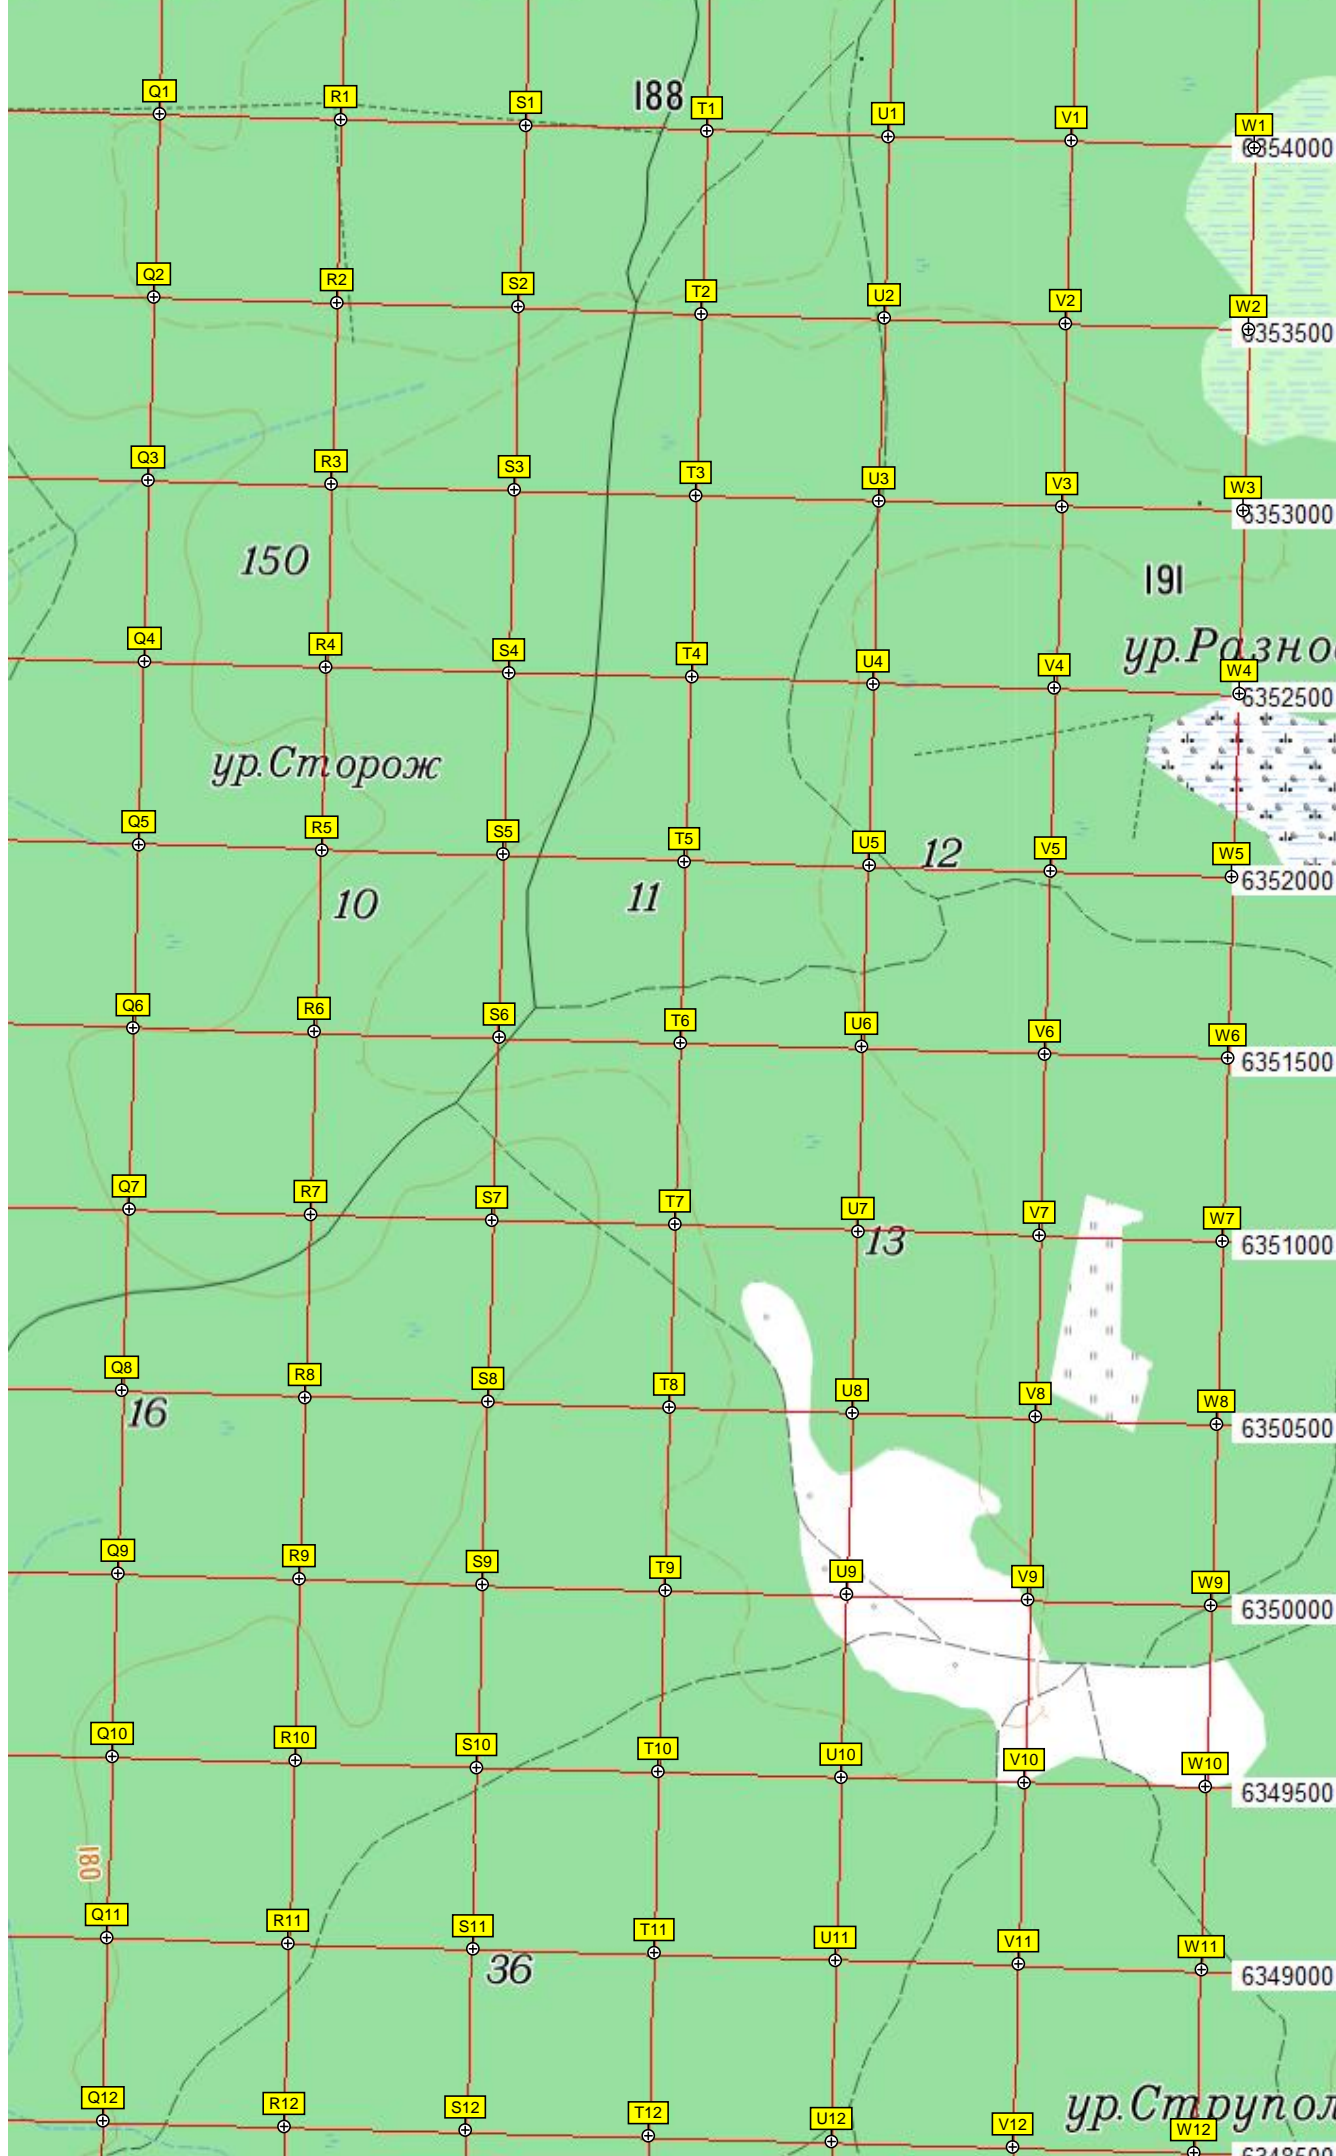 Q1 R1 S1 188 T1 U1 V1 W1
6354000
Q2 R2 S2 T2 U2 V2 W2
6353500
Q3 R3 S3 T3 U3 V3 W3
6353000
150
191
ур.Разно
Q4 R4 S4 T4 U4 V4 W4
6352500
ур.Сторож
Q5 R5 S5 T5 U5 12 V5 W5
6352000
10
11
Q6 R6 S6 T6 U6 V6 W6
6351500
Q7 R7 S7 T7 U7 V7 W7
13
6351000
Q8 R8 S8 T8 U8 V8 W8
16
6350500
Q9 R9 S9 T9 U9 V9 W9
6350000
Q10 R10 S10 T10 U10 V10 W10
6349500
180
Q11 R11 S11 T11 U11 V11 W11
36
6349000
ур.Струпол
Q12 R12 S12 T12 U12 V12 W12